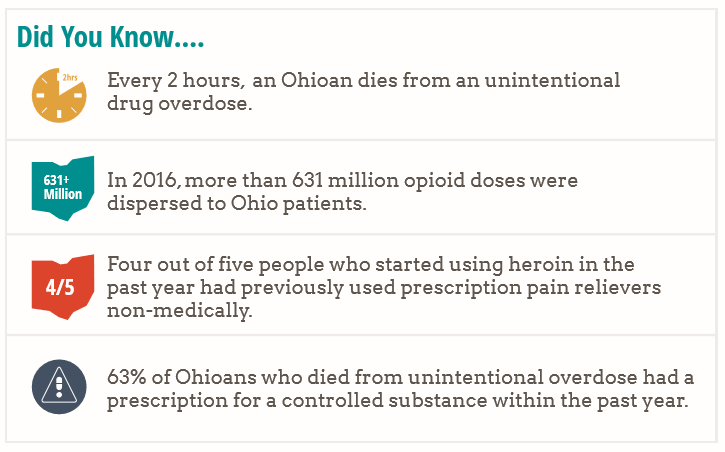 Did You Know....
2hrs
Every 2 hours, an Ohioan dies from an unintentional
drug overdose.
631+
Million
In 2016, more than 631 million opioid doses were
dispersed to Ohio patients.
4/5
Four out of five people who started using heroin in the
past year had previously used prescription pain relievers
non-medically.
63% of Ohioans who died from unintentional overdose had a
prescription for a controlled substance within the past year.